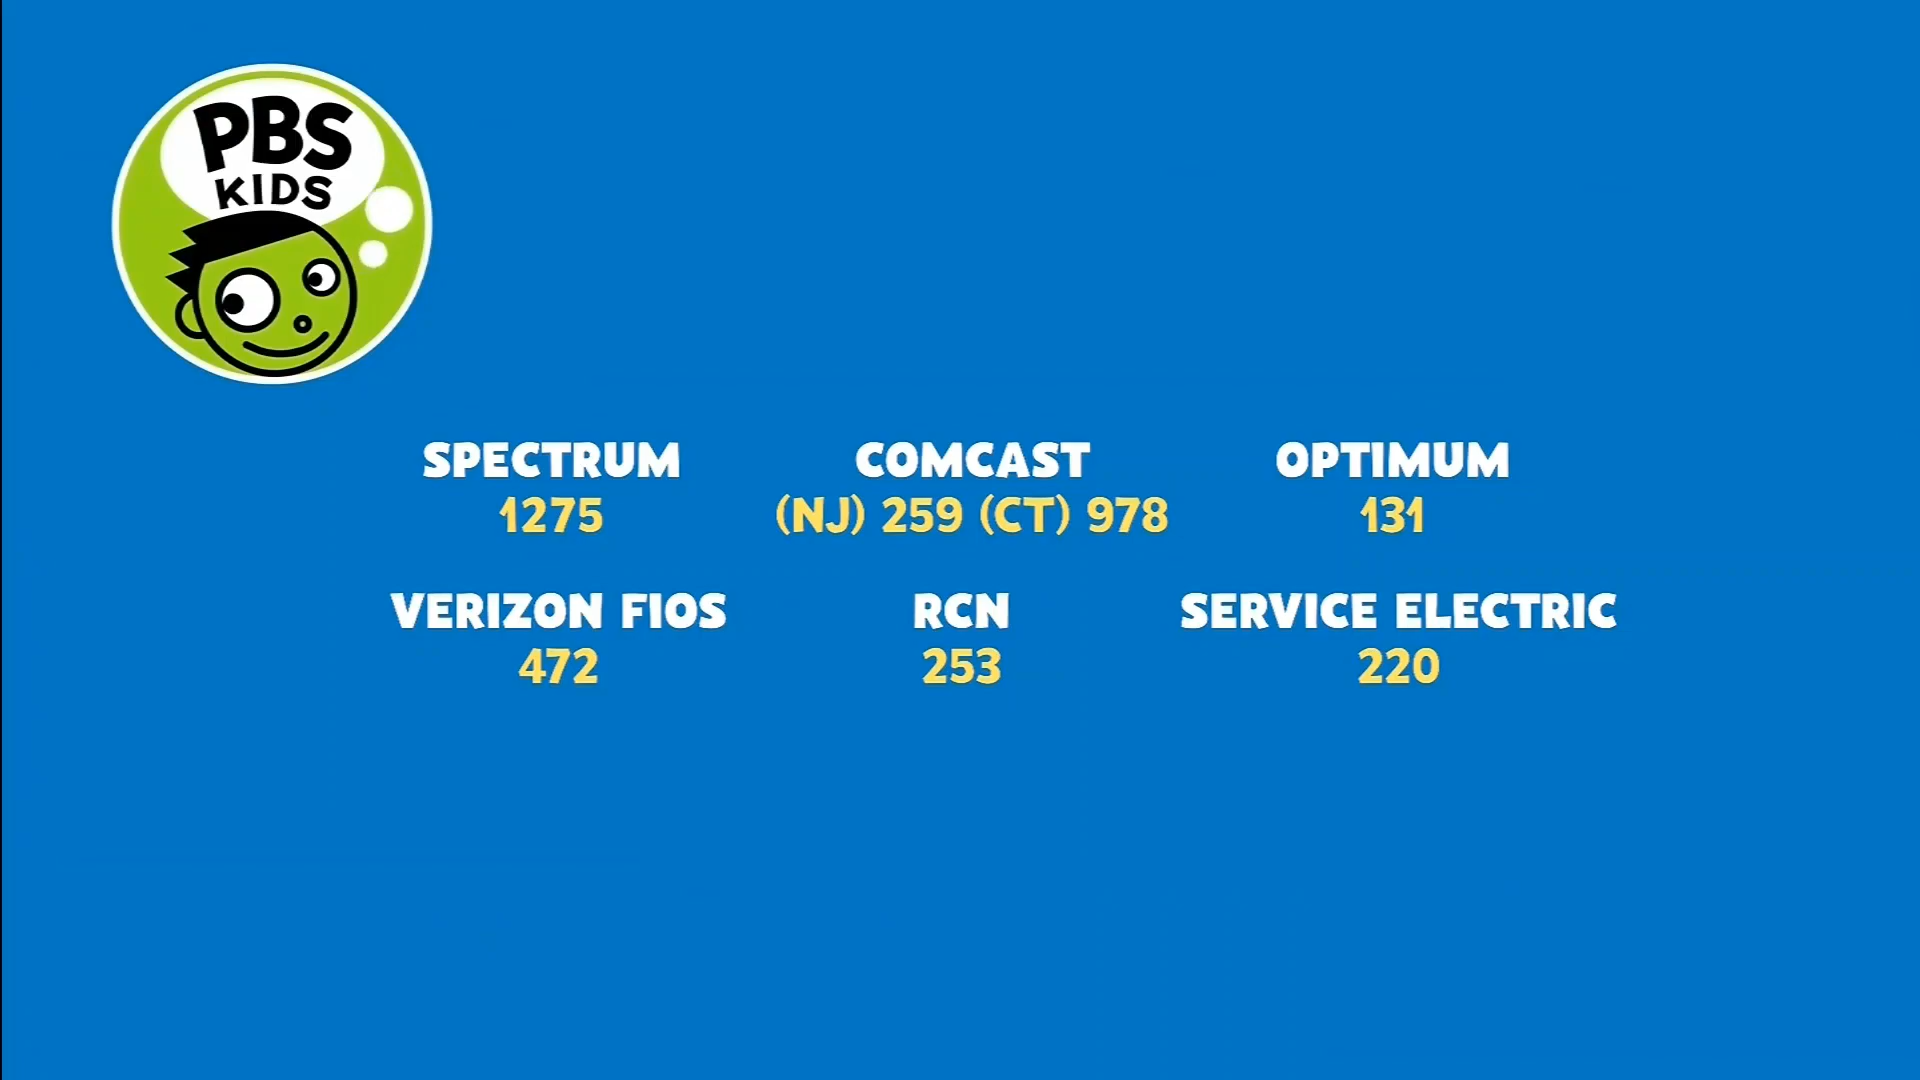 PBS
KIDS
SPECTRUM
1275
COMCAST
(NJ) 259 (CT) 978
OPTIMUM
131
VERIZON FIOS
472
RCN
253
SERVICE ELECTRIC
220